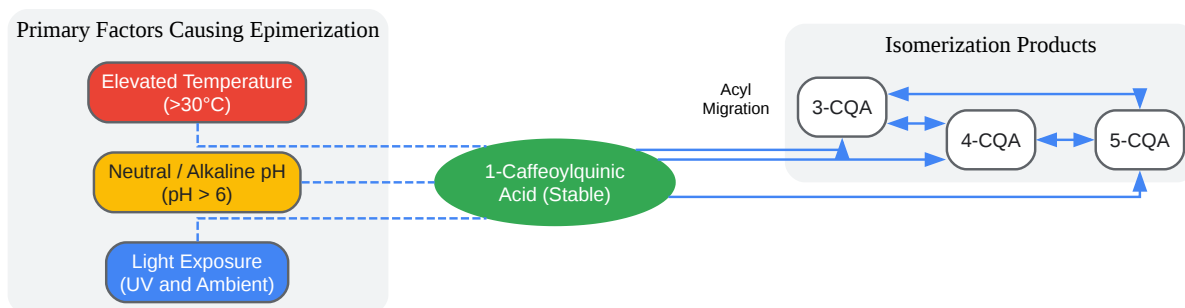 Primary Factors Causing Epimerization
Elevated Temperature
(>30°C)
Neutral / Alkaline pH
(pH > 6)
Light Exposure
(UV and Ambient)
1-Caffeoylquinic
Acid (Stable)
Acyl
Migration
Isomerization Products
3-CQA
4-CQA
5-CQA